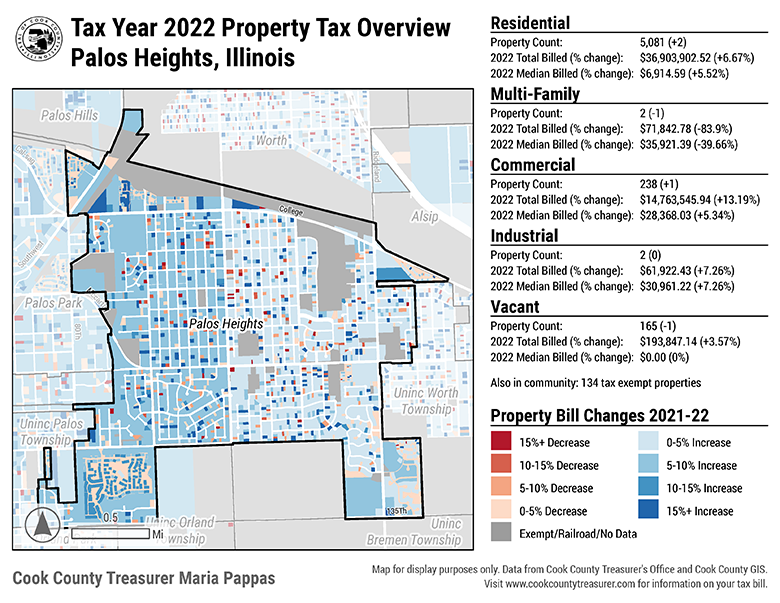 Tax Year 2022 Property Tax Overview
Palos Heights, Illinois
Residential
Property Count: 5,081 (+2)
2022 Total Billed (% change): $36,903,902.52 (+6.67%)
2022 Median Billed (% change): $6,914.59 (+5.52%)
Multi-Family
Property Count: 2 (-1)
2022 Total Billed (% change): $71,842.78 (-83.9%)
2022 Median Billed (% change): $35,921.39 (-39.66%)
Commercial
Property Count: 238 (+1)
2022 Total Billed (% change): $14,763,545.94 (+13.19%)
2022 Median Billed (% change): $28,368.03 (+5.34%)
Industrial
Property Count: 2 (0)
2022 Total Billed (% change): $61,922.43 (+7.26%)
2022 Median Billed (% change): $30,961.22 (+7.26%)
Vacant
Property Count: 165 (-1)
2022 Total Billed (% change): $193,847.14 (+3.57%)
2022 Median Billed (% change): $0.00 (0%)
Also in community: 134 tax exempt properties
Property Bill Changes 2021-22
15%+ Decrease
10-15% Decrease
5-10% Decrease
0-5% Decrease
Exempt/Railroad/No Data
0-5% Increase
5-10% Increase
10-15% Increase
15%+ Increase
Palos Hills
Worth
Ridgeland
College
Alsip
Southwest
Palos Park
80Th
Palos Heights
Uninc Worth
Township
Uninc Palos
Township
135Th
0.5
Mi
Uninc Orland
Township
Uninc
Bremen Township
Cook County Treasurer Maria Pappas
Map for display purposes only. Data from Cook County Treasurer's Office and Cook County GIS.
Visit www.cookcountytreasurer.com for information on your tax bill.